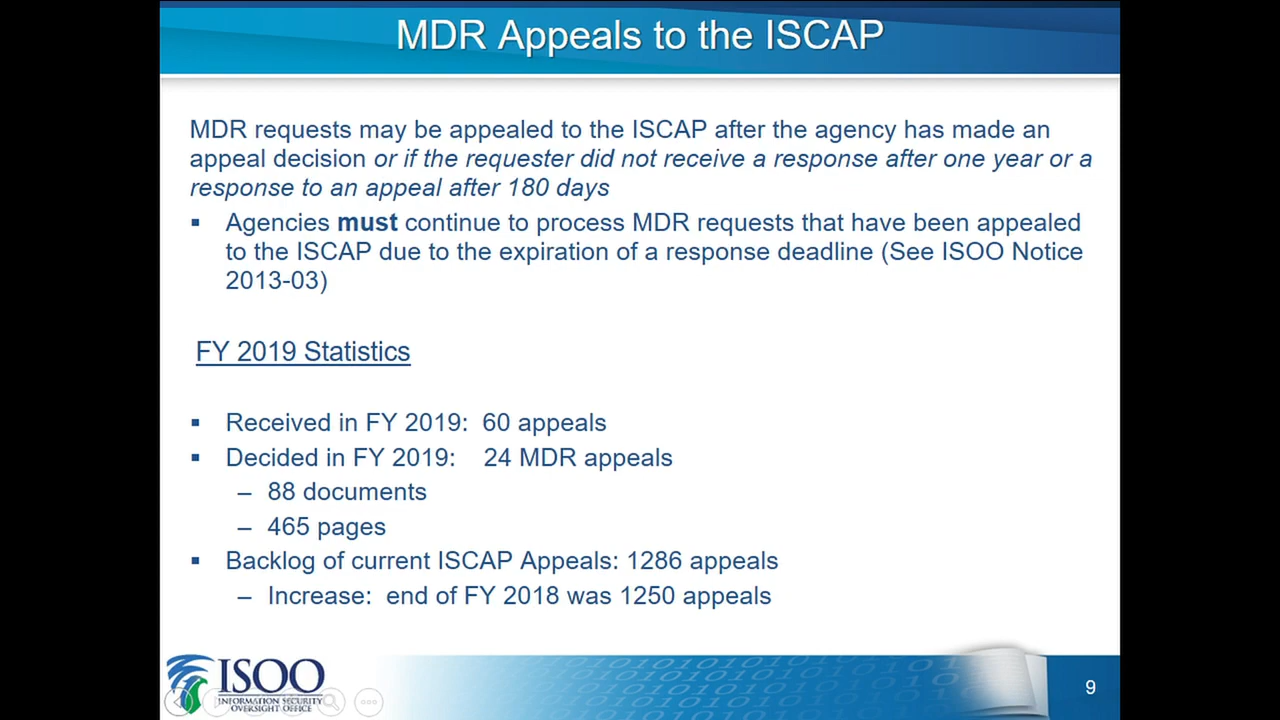 MDR Appeals to the ISCAP
MDR requests may be appealed to the ISCAP after the agency has made an
appeal decision or if the requester did not receive a response after one year or a
response to an appeal after 180 days
▪ Agencies must continue to process MDR requests that have been appealed
to the ISCAP due to the expiration of a response deadline (See ISOO Notice
2013-03)
FY 2019 Statistics
▪ Received in FY 2019: 60 appeals
▪ Decided in FY 2019: 24 MDR appeals
– 88 documents
– 465 pages
▪ Backlog of current ISCAP Appeals: 1286 appeals
– Increase: end of FY 2018 was 1250 appeals
ISOO
INFORMATION SECURITY
OVERSIGHT OFFICE
9